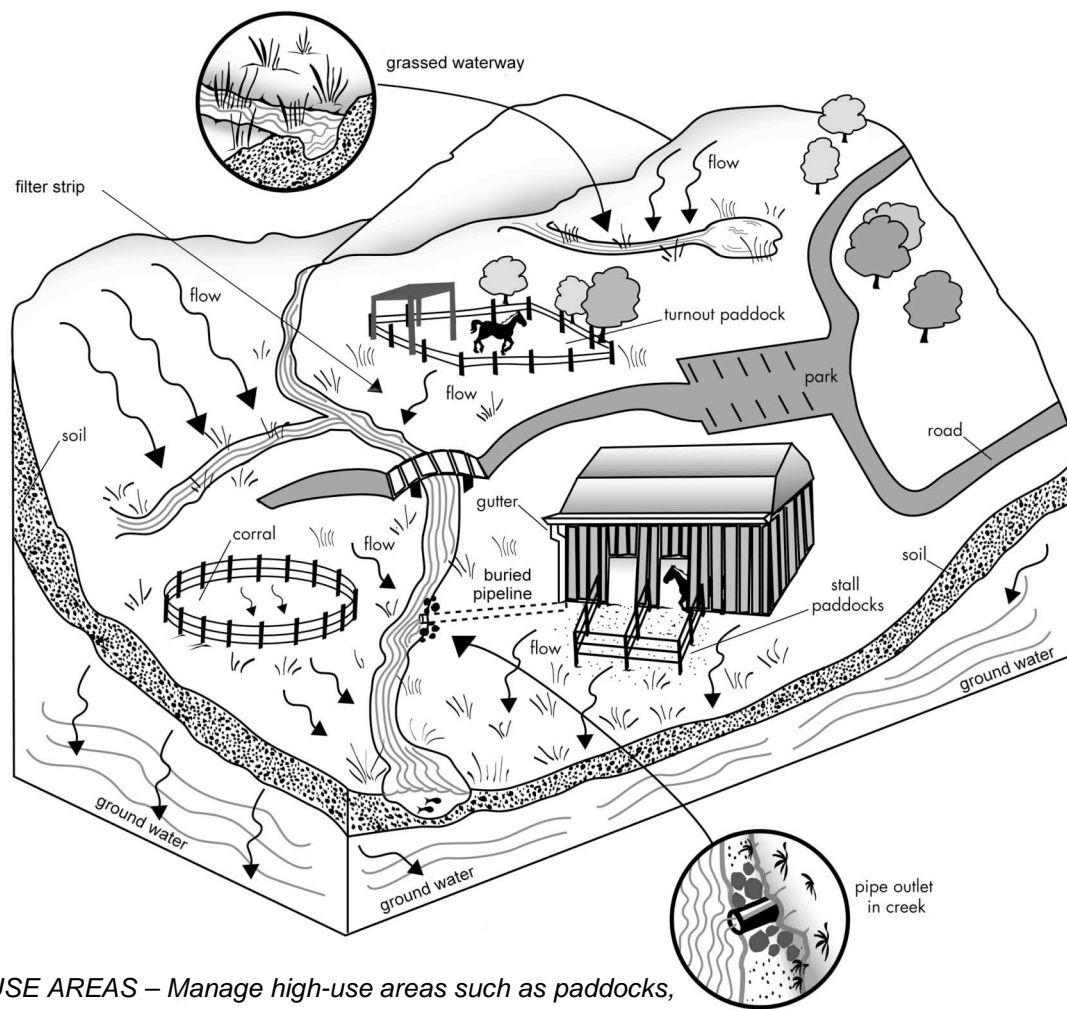 grassed waterway
flow
filter strip
flow
turnout paddock
flow
park
soil
road
gutter
corral
flow
buried
pipeline
soil
stall
paddocks
flow
ground water
ground water
ground water
pipe outlet
in creek
USE AREAS – Manage high-use areas such as paddocks,